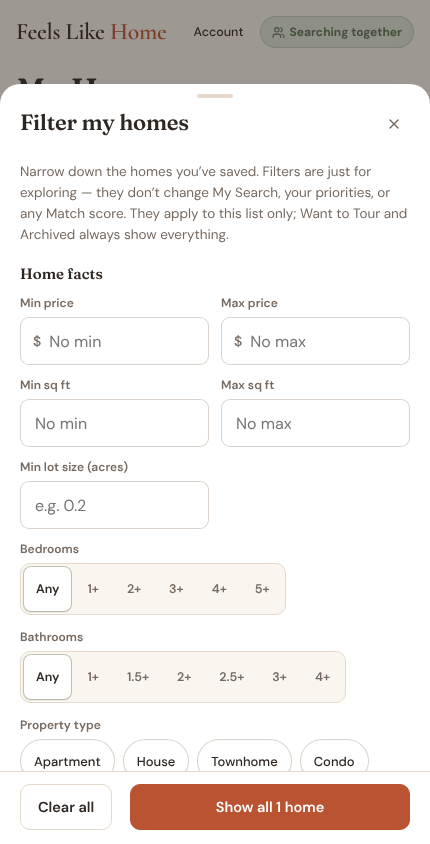 Feels Like Home
Account
Searching together
Filter my homes
Narrow down the homes you’ve saved. Filters are just for
exploring — they don’t change My Search, your priorities, or
any Match score. They apply to this list only; Want to Tour and
Archived always show everything.
Home facts
Min price
Max price
$ No min
$ No max
Min sq ft
Max sq ft
No min
No max
Min lot size (acres)
e.g. 0.2
Bedrooms
Any 1+ 2+ 3+ 4+ 5+
Bathrooms
Any 1+ 1.5+ 2+ 2.5+ 3+ 4+
Property type
Apartment House Townhome Condo
Clear all
Show all 1 home